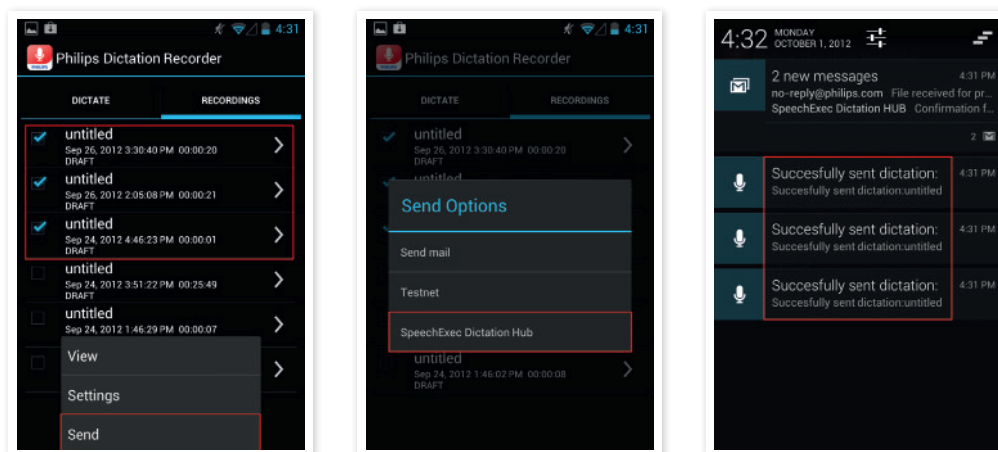 4:31
Philips Dictation Recorder
PHILIPS
DICTATE RECORDINGS
untitled
Sep 26, 2012 3:30:40 PM 00:00:20
DRAFT
untitled
Sep 26, 2012 2:05:08 PM 00:00:21
DRAFT
untitled
Sep 24, 2012 4:46:23 PM 00:00:01
DRAFT
untitled
Sep 24, 2012 3:51:22 PM 00:25:49
DRAFT
untitled
Sep 24, 2012 1:46:29 PM 00:00:07
View
Settings
Send
4:31
Philips Dictation Recorder
PHILIPS
DICTATE RECORDINGS
untitled
Sep 26, 2012 3:30:40 PM 00:00:20
DRAFT
untitled
Send Options
Send mail
Testnet
SpeechExec Dictation Hub
untitled
Sep 24, 2012 1:46:02 PM 00:00:08
DRAFT
4:32 MONDAY
OCTOBER 1, 2012
2 new messages 4:31 PM
no-reply@philips.com File received for pr...
SpeechExec Dictation HUB Confirmation f...
2
Succesfully sent dictation: 4:31 PM
Succesfully sent dictation:untitled
Succesfully sent dictation: 4:31 PM
Succesfully sent dictation:untitled
Succesfully sent dictation: 4:31 PM
Succesfully sent dictation:untitled